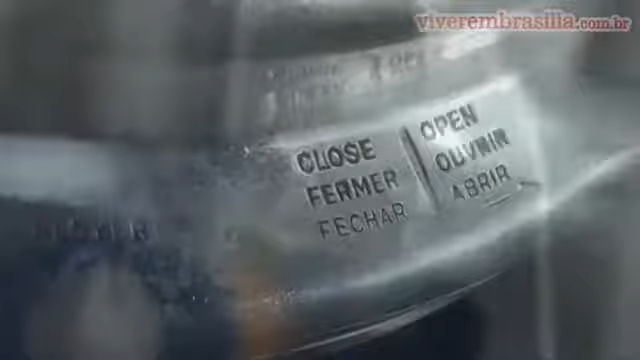 viverembrasilia.com.br
CLOSE
FERMER
FECHAR
OPEN
OUVRIR
ABRIR